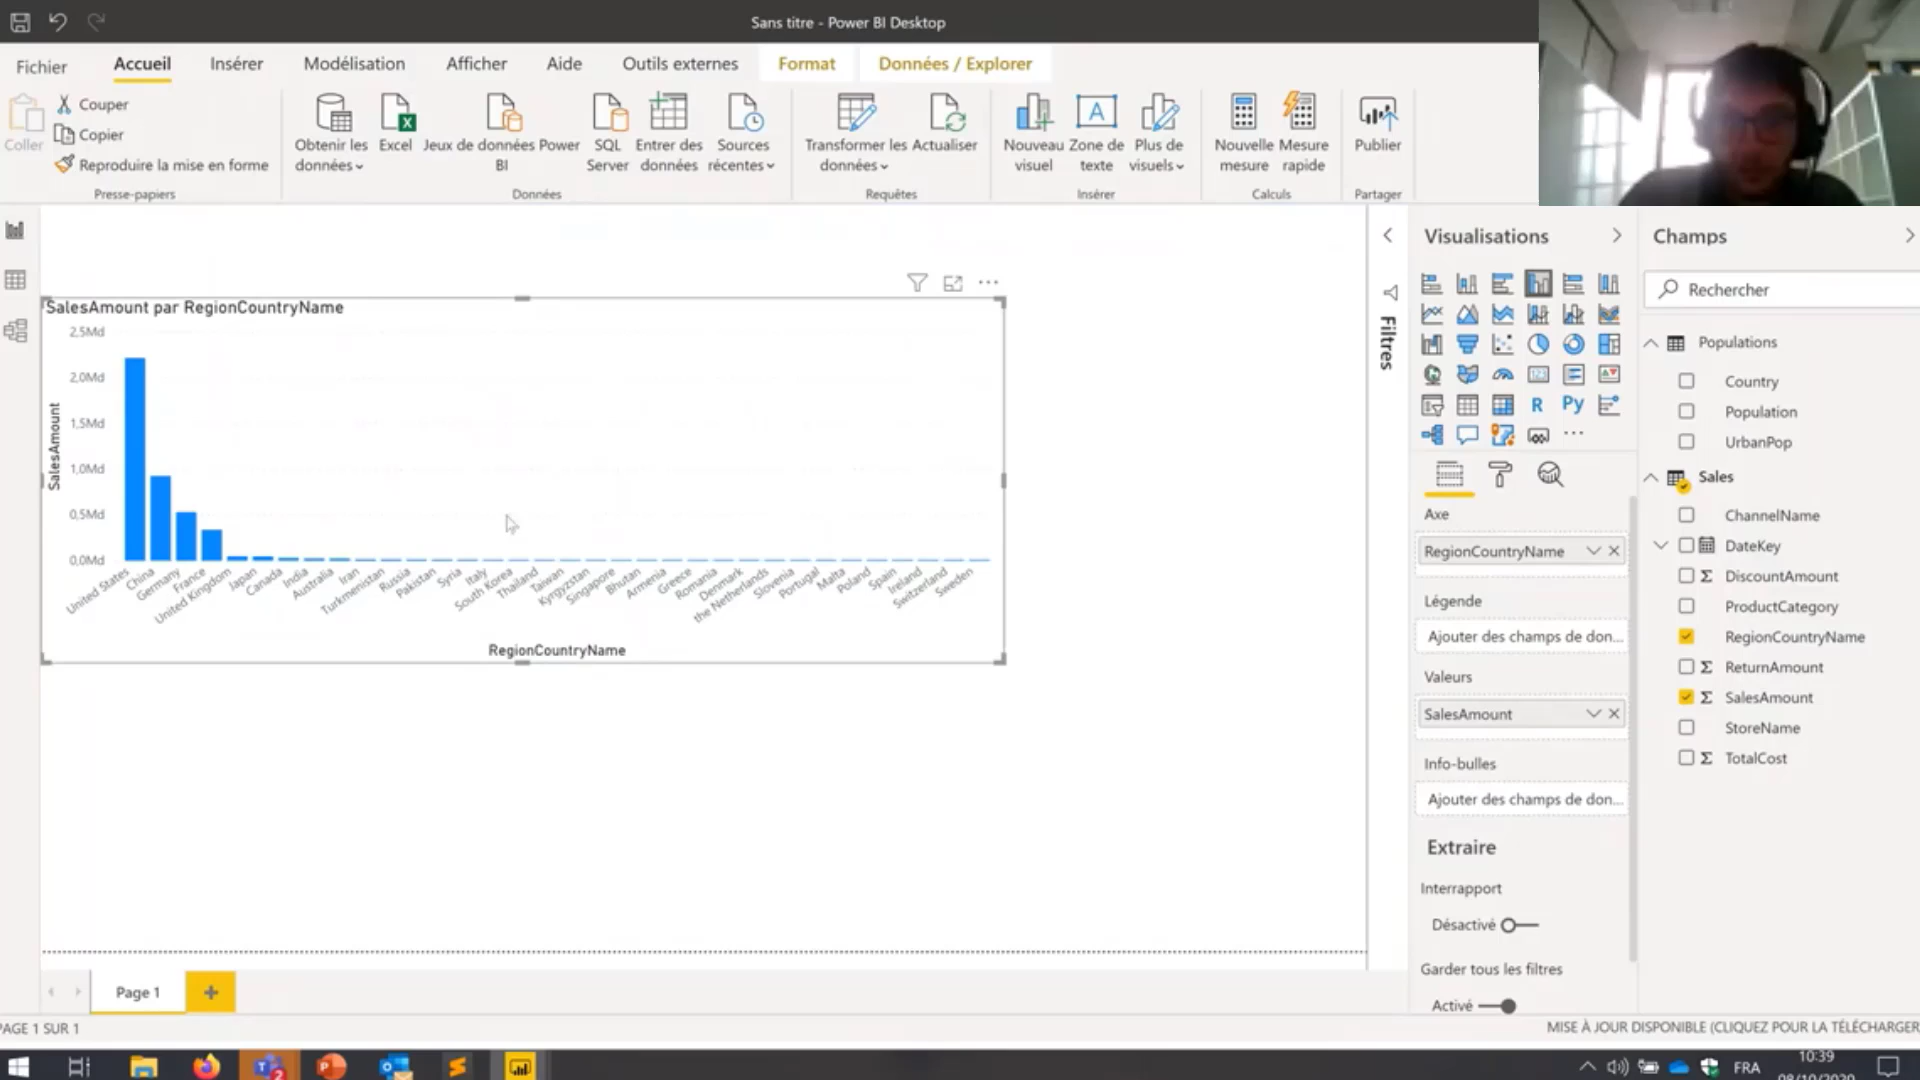 Sans titre - Power BI Desktop
Fichier Accueil Insérer Modélisation Afficher Aide Outils externes Format Données / Explorer
Coller
Couper
Copier
Reproduire la mise en forme
Presse-papiers
Obtenir les données
Excel
Jeux de données Power BI
SQL Server
Entrer des données
Sources récentes
Données
Transformer les données
Actualiser
Requêtes
Nouveau visuel
A
Zone de texte
Plus de visuels
Insérer
Nouvelle mesure
Mesure rapide
Calculs
Publier
Partager
SalesAmount par RegionCountryName
2,5Md
2,0Md
1,5Md
1,0Md
0,5Md
0,0Md
SalesAmount
United States
China
Germany
France
United Kingdom
Japan
Canada
India
Australia
Iran
Turkmenistan
Russia
Pakistan
Syria
Italy
South Korea
Thailand
Taiwan
Kyrgyzstan
Singapore
Bhutan
Armenia
Greece
Romania
Denmark
the Netherlands
Slovenia
Portugal
Malta
Poland
Spain
Ireland
Switzerland
Sweden
RegionCountryName
Filtres
Visualisations
R Py
Axe
RegionCountryName
Légende
Ajouter des champs de don...
Valeurs
SalesAmount
Info-bulles
Ajouter des champs de don...
Extraire
Interrapport
Désactivé
Garder tous les filtres
Activé
Champs
Rechercher
Populations
Country
Population
UrbanPop
Sales
ChannelName
DateKey
Σ DiscountAmount
ProductCategory
RegionCountryName
Σ ReturnAmount
Σ SalesAmount
StoreName
Σ TotalCost
Page 1
PAGE 1 SUR 1
MISE À JOUR DISPONIBLE (CLIQUEZ POUR LA TÉLÉCHARGER
FRA
10:39
08/10/2020